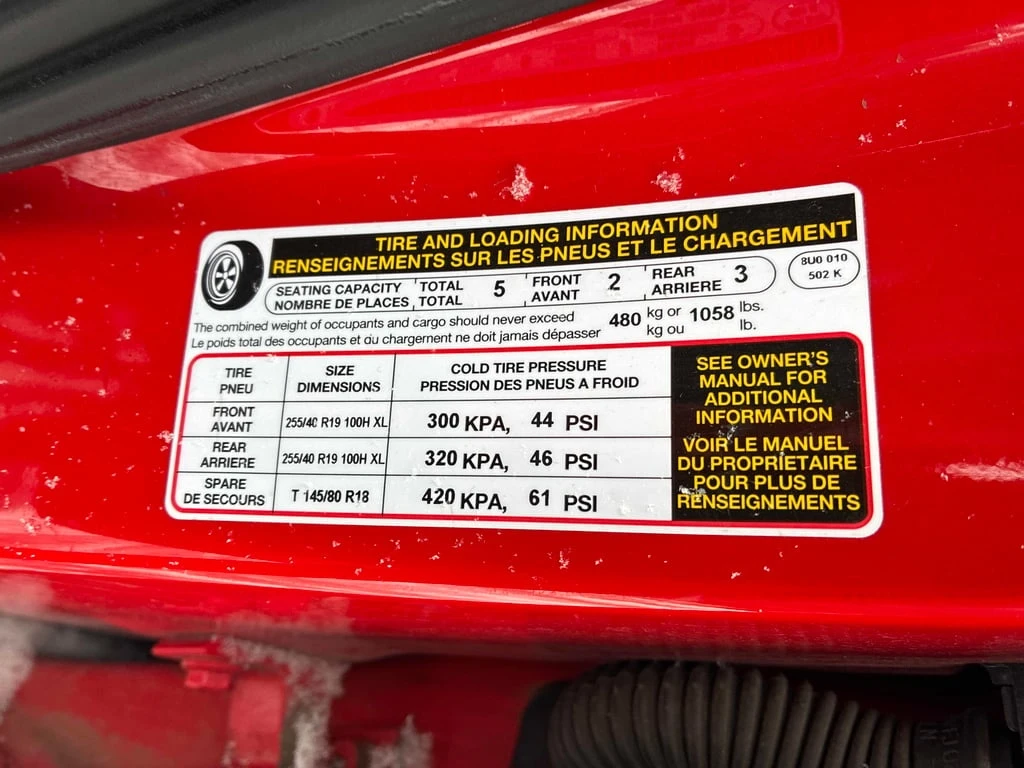 TIRE AND LOADING INFORMATION
RENSEIGNEMENTS SUR LES PNEUS ET LE CHARGEMENT
SEATING CAPACITY TOTAL 5 FRONT 2 REAR 3
NOMBRE DE PLACES TOTAL AVANT ARRIERE
8U0 010
502 K
The combined weight of occupants and cargo should never exceed 480 kg or 1058 lbs.
Le poids total des occupants et du chargement ne doit jamais dépasser kg ou lb.
TIRE SIZE COLD TIRE PRESSURE
PNEU DIMENSIONS PRESSION DES PNEUS A FROID
FRONT
AVANT 255/40 R19 100H XL 300 KPA, 44 PSI
REAR
ARRIERE 255/40 R19 100H XL 320 KPA, 46 PSI
SPARE
DE SECOURS T 145/80 R18 420 KPA, 61 PSI
SEE OWNER'S
MANUAL FOR
ADDITIONAL
INFORMATION
VOIR LE MANUEL
DU PROPRIETAIRE
POUR PLUS DE
RENSEIGNEMENTS